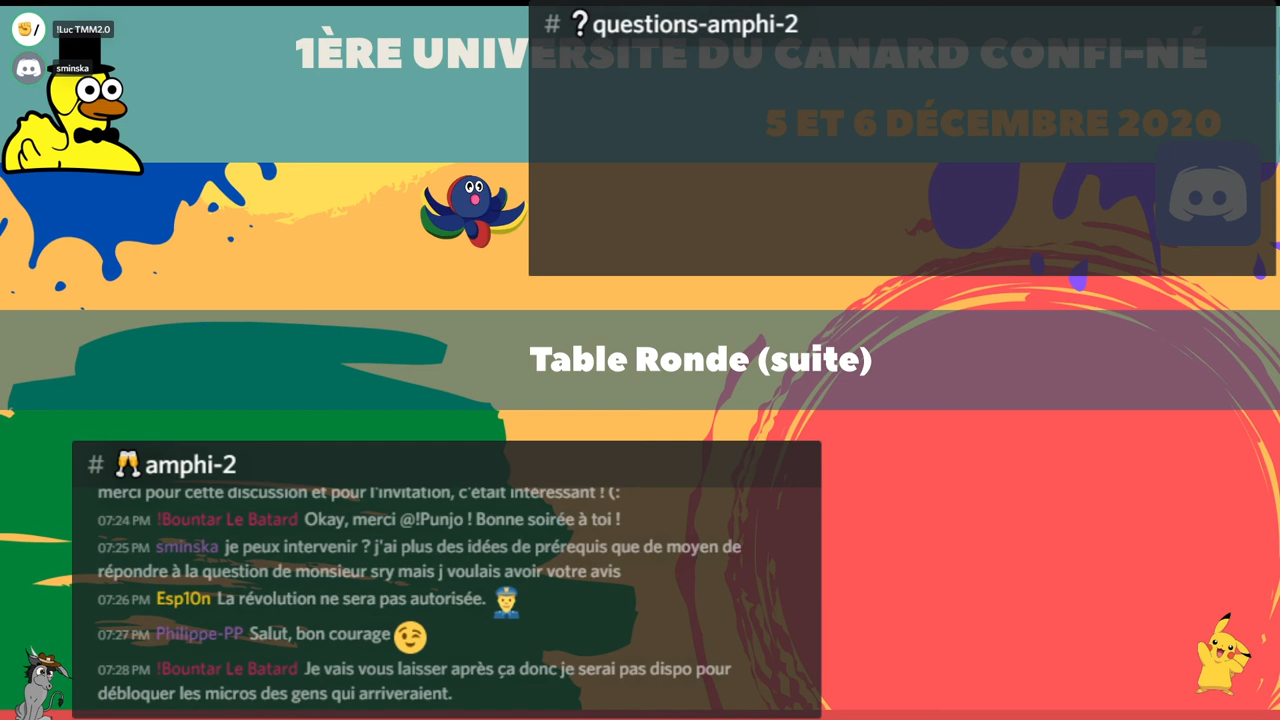 !Luc TMM2.0
sminska
1ÈRE UNIVERSITÉ DU CANARD CONFI-NÉ
5 ET 6 DÉCEMBRE 2020
# ?questions-amphi-2
Table Ronde (suite)
# amphi-2
merci pour cette discussion et pour l'invitation, c'était intéressant ! (:
07:24 PM !Bountar Le Batard Okay, merci @!Punjo ! Bonne soirée à toi !
07:25 PM sminska je peux intervenir ? j'ai plus des idées de prérequis que de moyen de
répondre à la question de monsieur sry mais j voulais avoir votre avis
07:26 PM Esp1On La révolution ne sera pas autorisée.
07:27 PM Philippe-PP Salut, bon courage
07:28 PM !Bountar Le Batard Je vais vous laisser après ça donc je serai pas dispo pour
débloquer les micros des gens qui arriveraient.